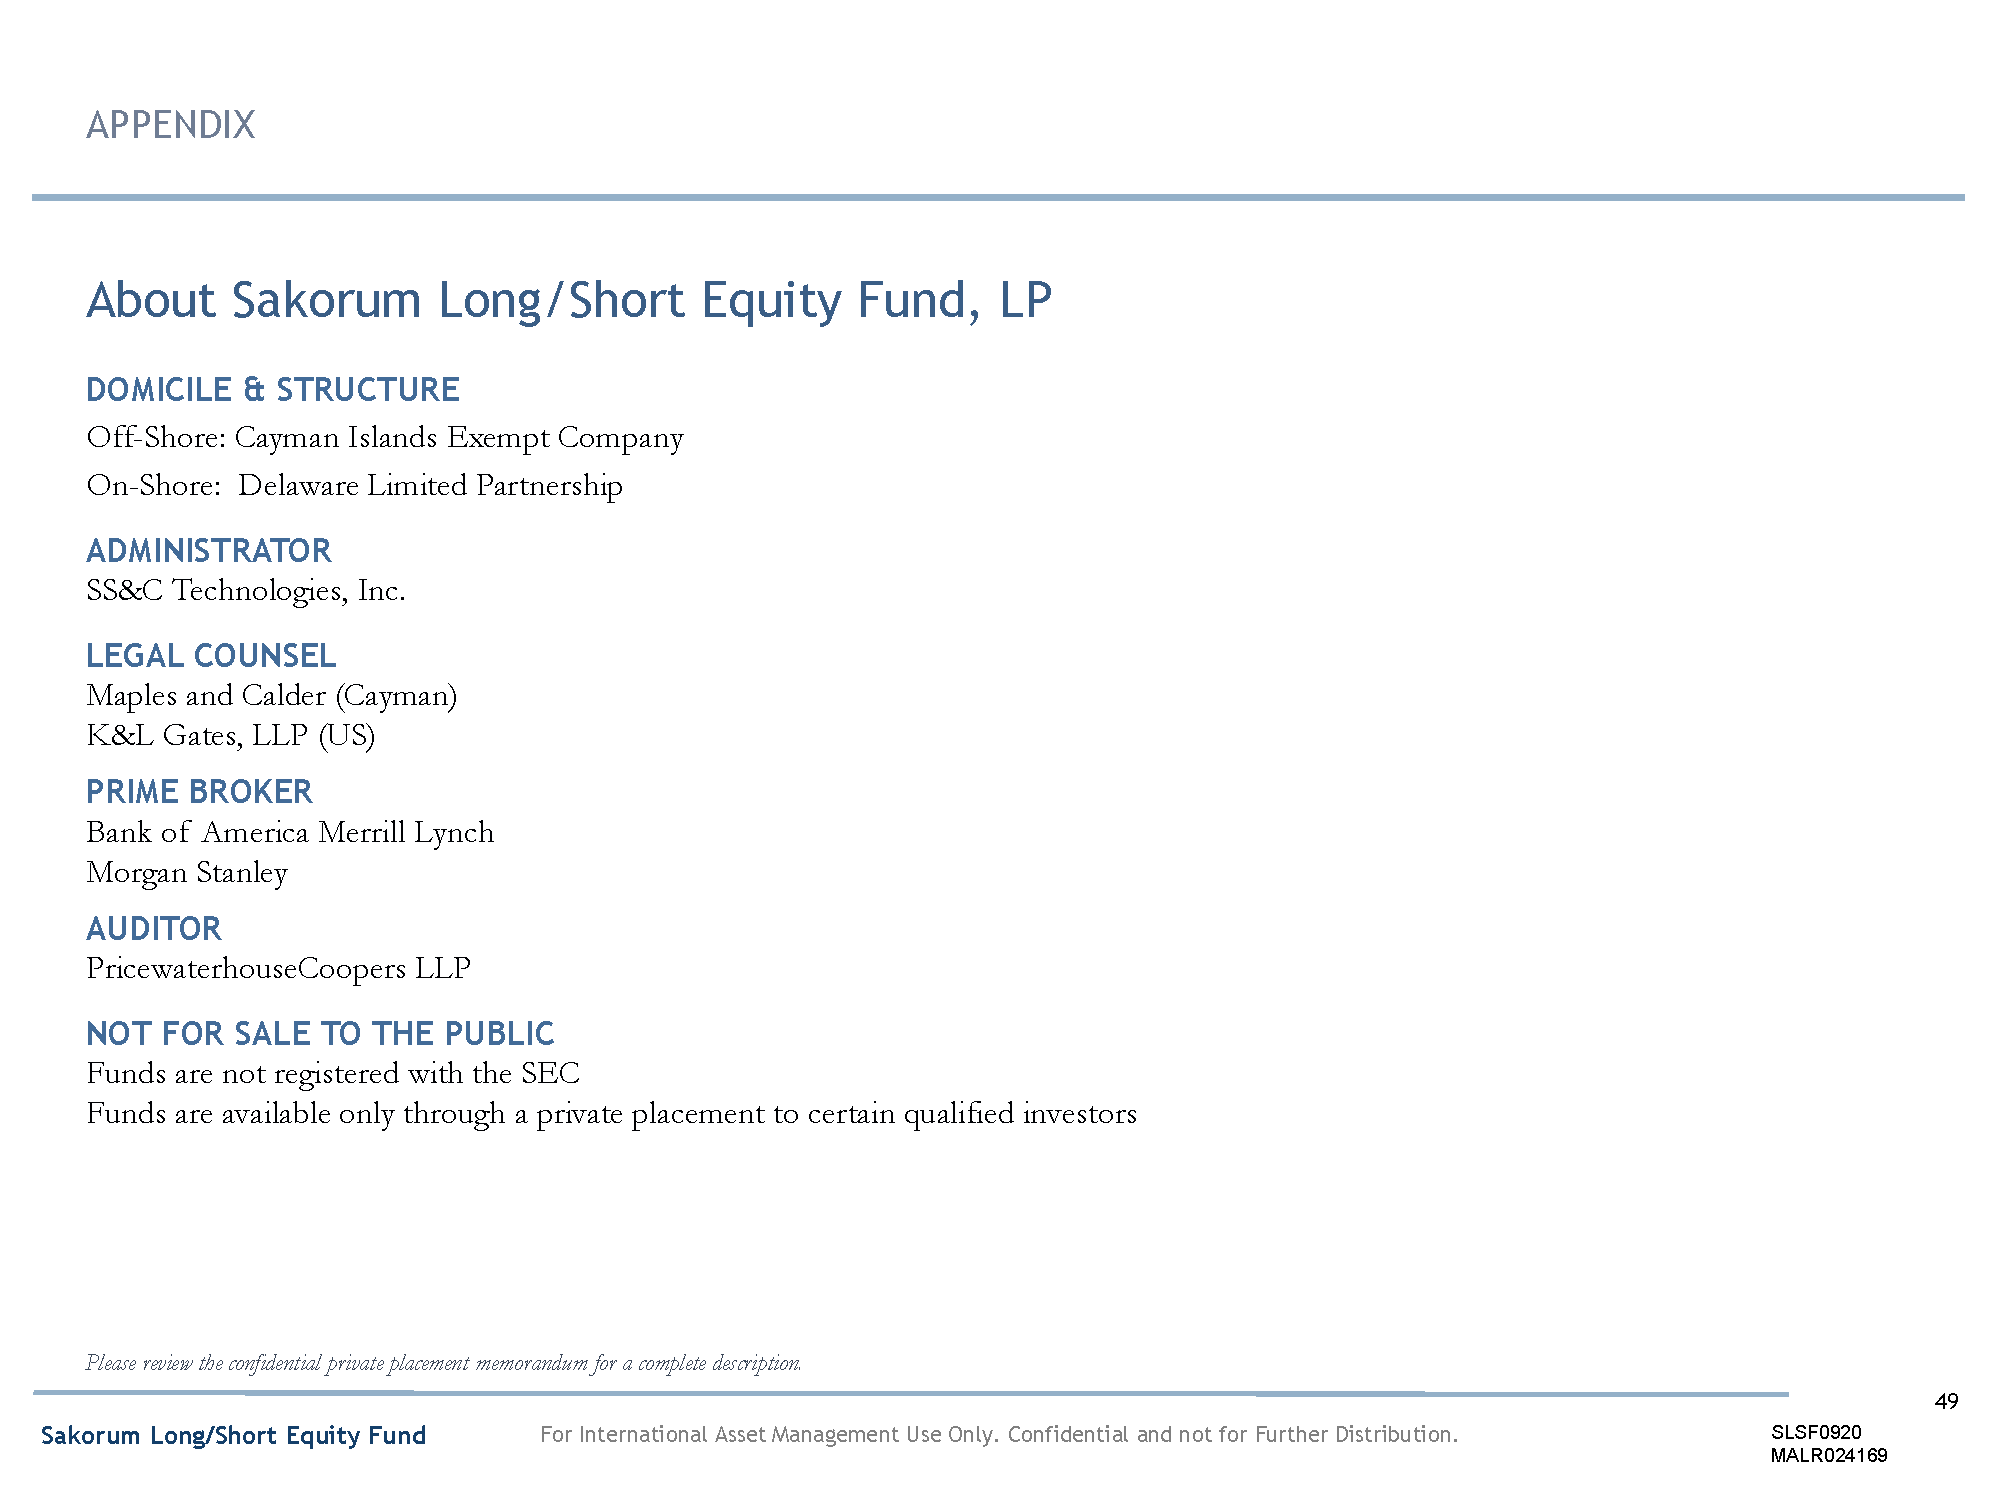 APPENDIX
About Sakorum Long/Short Equity Fund, LP
DOMICILE & STRUCTURE
Off-Shore: Cayman Islands Exempt Company
On-Shore: Delaware Limited Partnership
ADMINISTRATOR
SS&C Technologies, Inc.
LEGAL COUNSEL
Maples and Calder (Cayman)
K&L Gates, LLP (US)
PRIME BROKER
Bank of America Merrill Lynch
Morgan Stanley
AUDITOR
PricewaterhouseCoopers LLP
NOT FOR SALE TO THE PUBLIC
Funds are not registered with the SEC
Funds are available only through a private placement to certain qualified investors
Please review the confidential private placement memorandum for a complete description.
49
Sakorum Long/Short Equity Fund For International Asset Management Use Only. Confidential and not for Further Distribution. SLSF0920
MALR024169